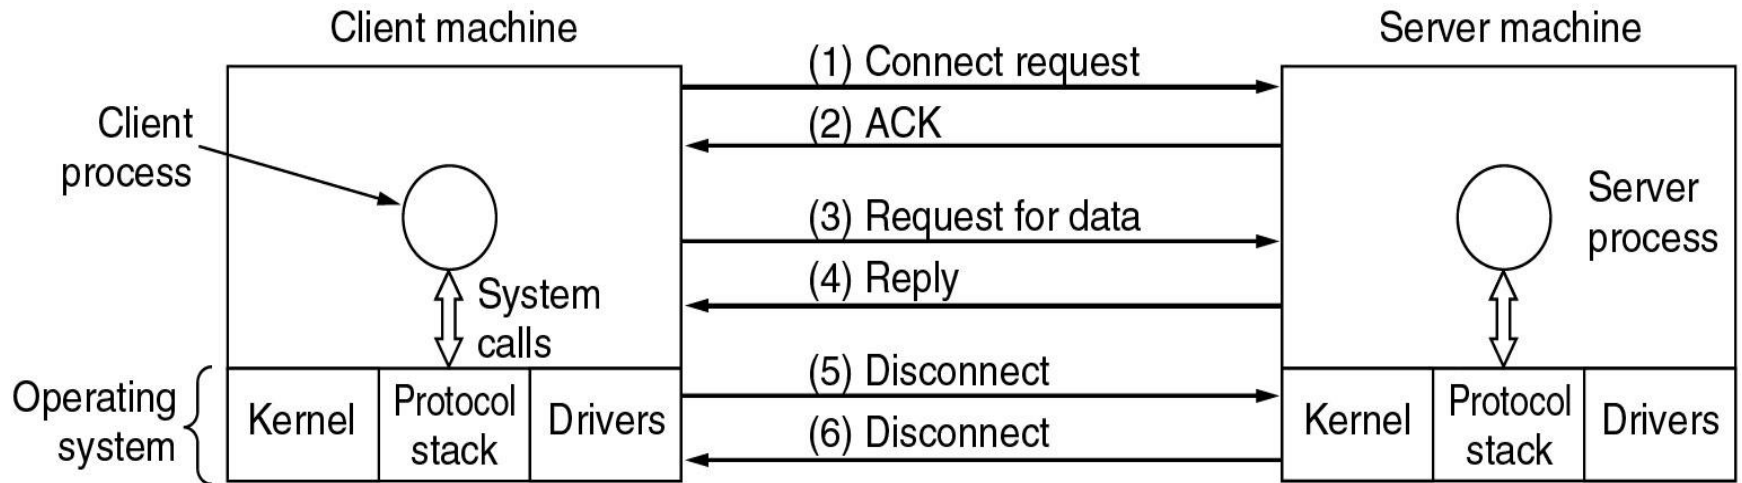 Client machine
Server machine
(1) Connect request
(2) ACK
Client
process
(3) Request for data
Server
process
(4) Reply
System
calls
(5) Disconnect
Operating
system
Kernel
Protocol
stack
Drivers
(6) Disconnect
Kernel
Protocol
stack
Drivers